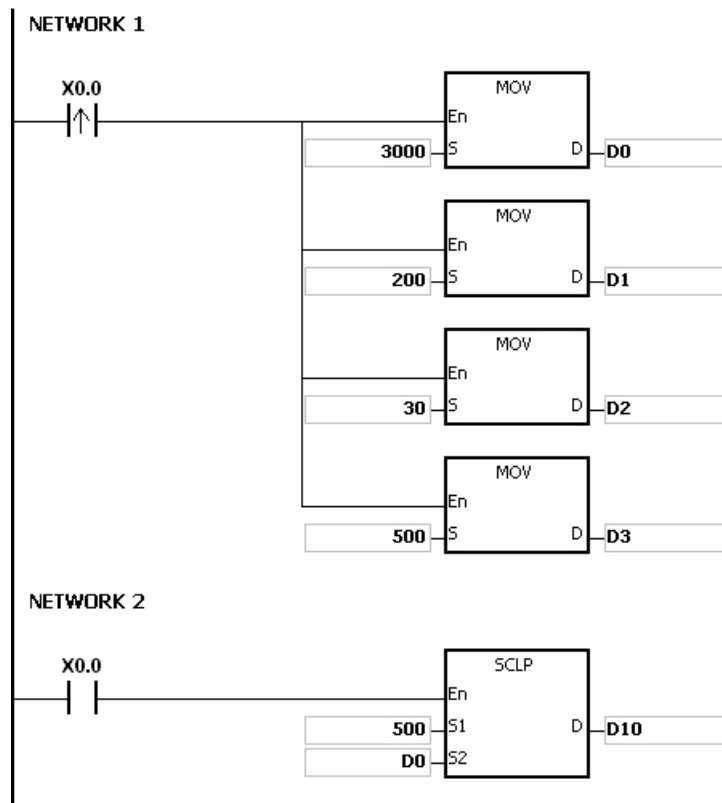 NETWORK 1
X0.0
MOV
En
3000 S D D0
MOV
En
200 S D D1
MOV
En
30 S D D2
MOV
En
500 S D D3
NETWORK 2
X0.0
SCLP
En
500 S1 D D10
D0 S2